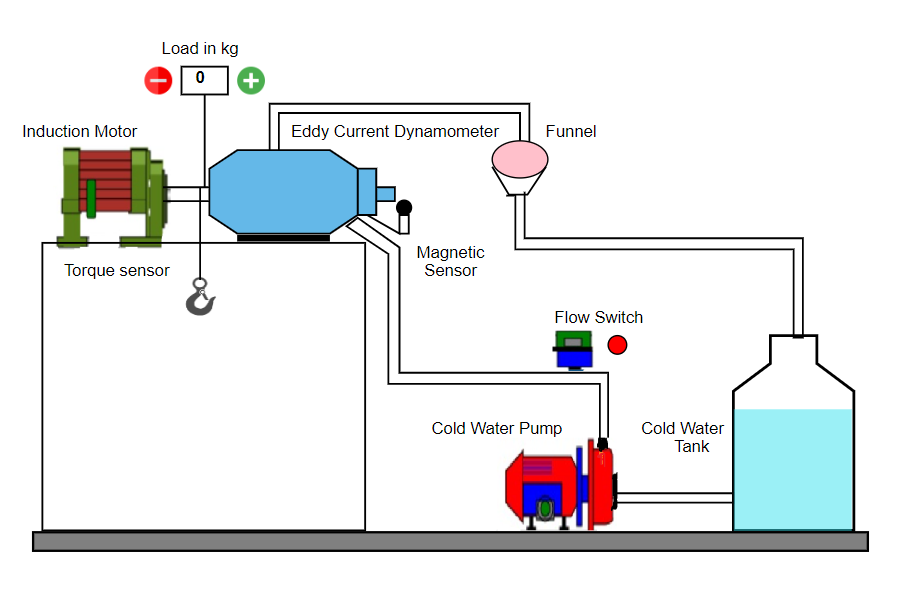 Load in kg
0
Induction Motor
Eddy Current Dynamometer
Funnel
Magnetic
Sensor
Torque sensor
Flow Switch
Cold Water Pump
Cold Water
Tank